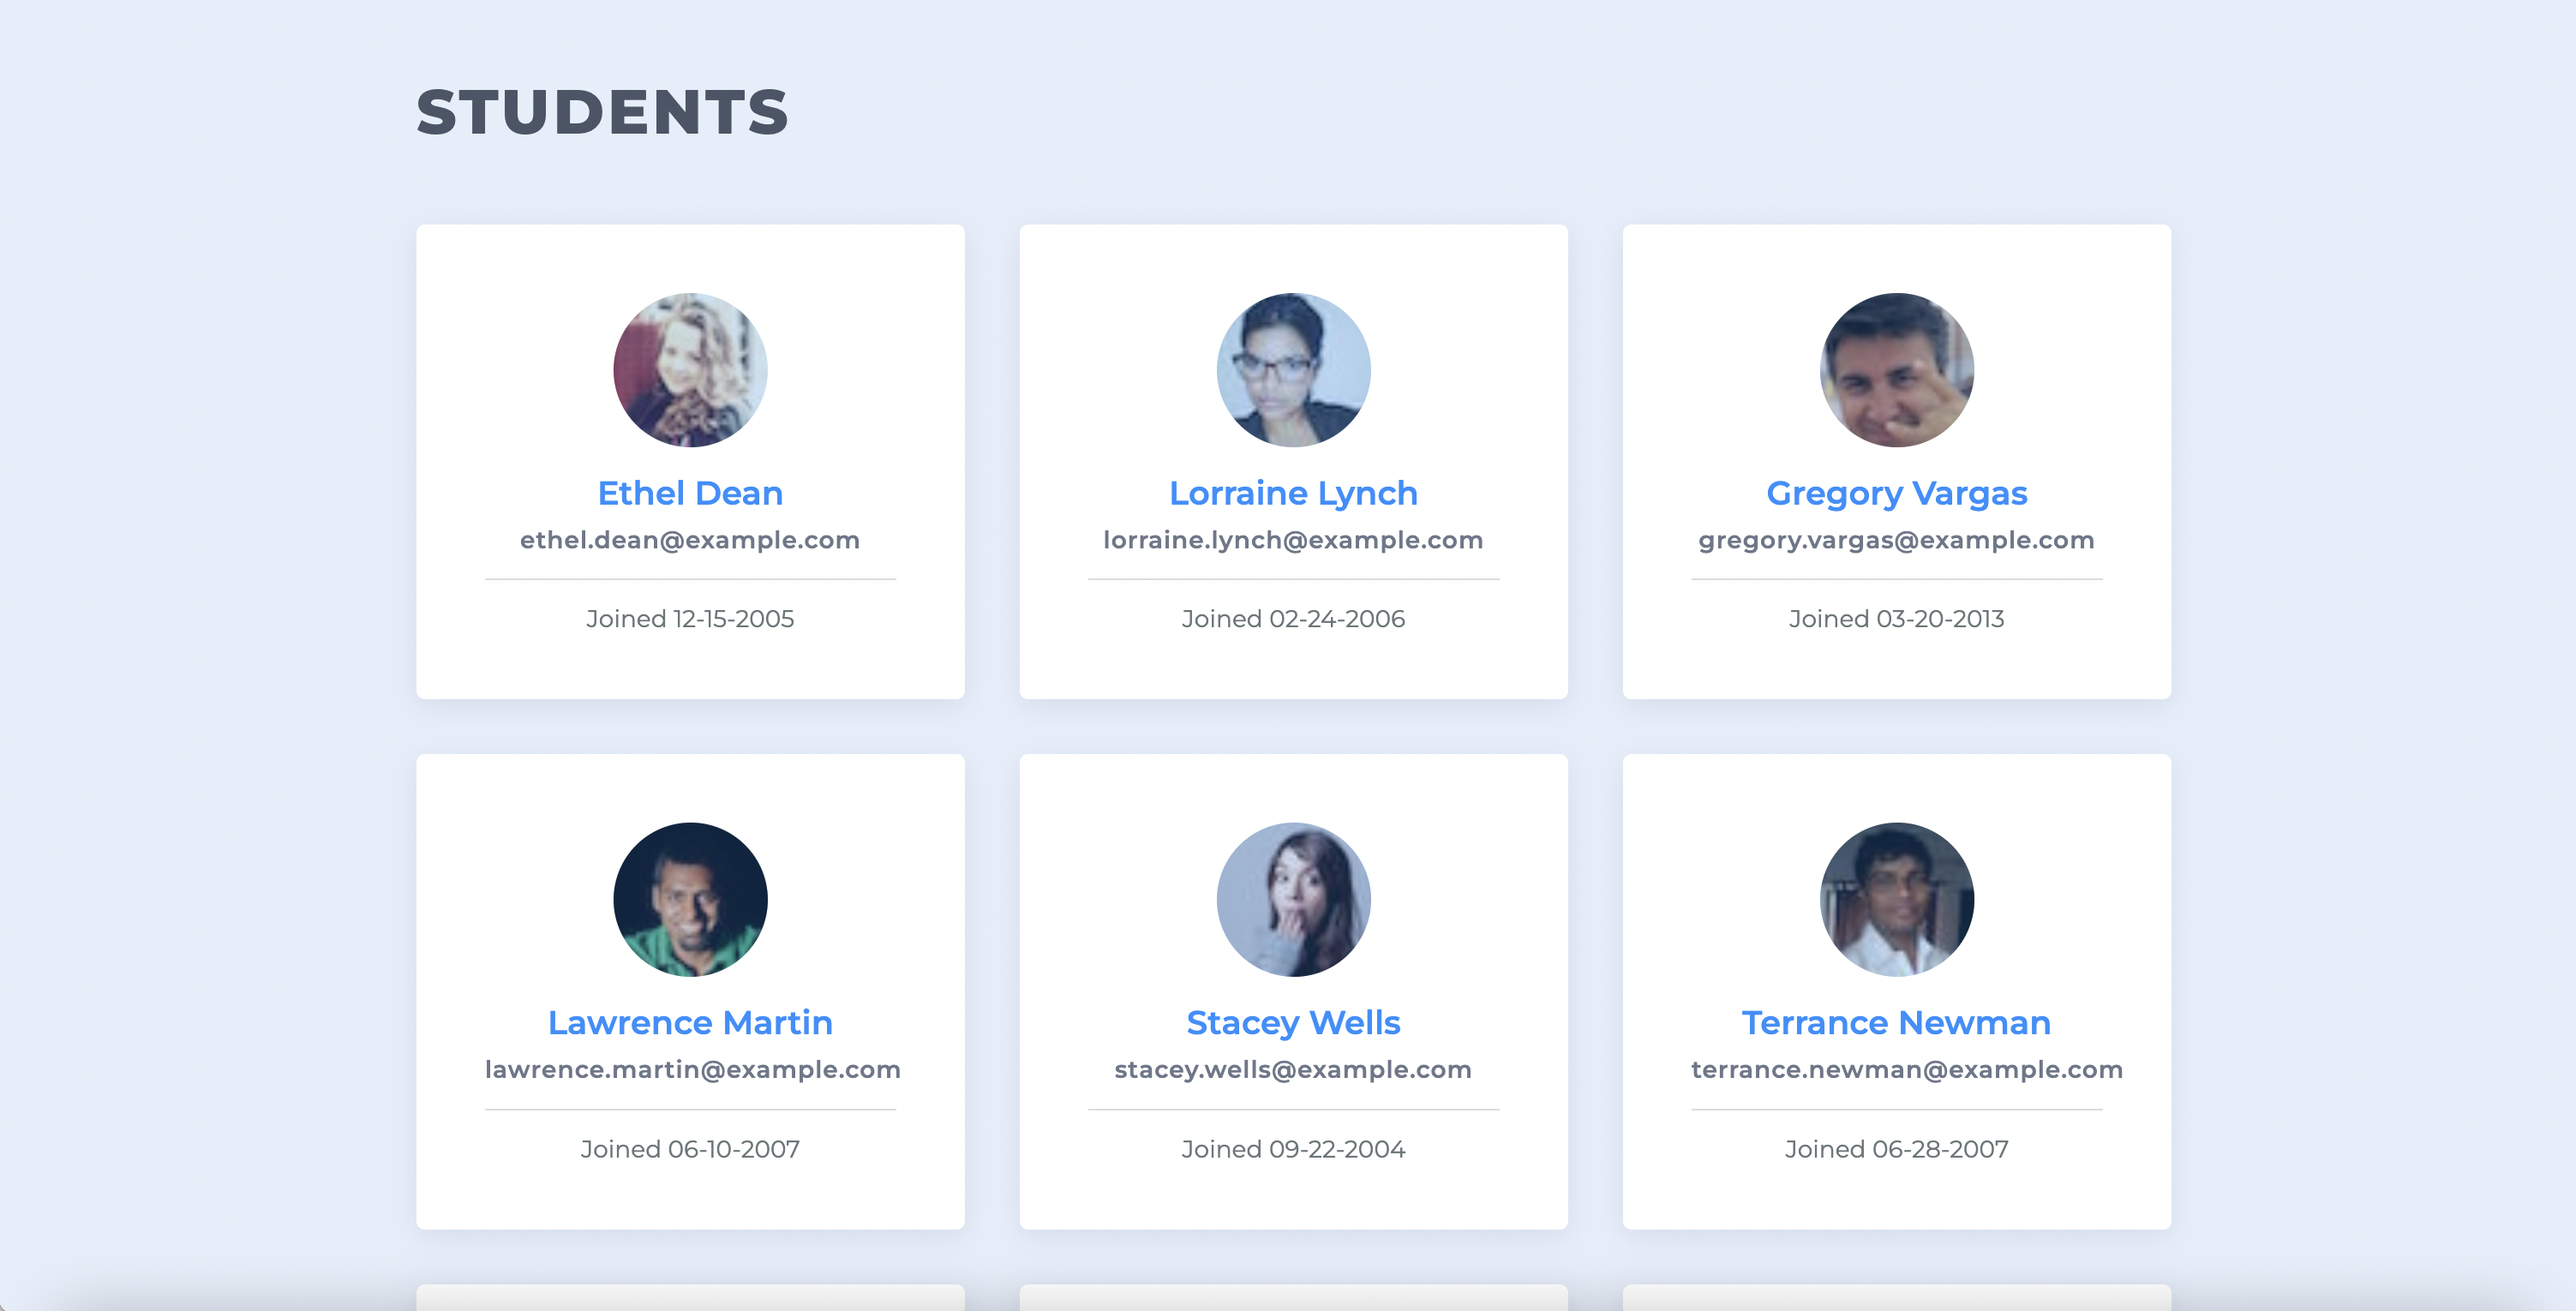 STUDENTS
Ethel Dean
ethel.dean@example.com
Joined 12-15-2005
Lorraine Lynch
lorraine.lynch@example.com
Joined 02-24-2006
Gregory Vargas
gregory.vargas@example.com
Joined 03-20-2013
Lawrence Martin
lawrence.martin@example.com
Joined 06-10-2007
Stacey Wells
stacey.wells@example.com
Joined 09-22-2004
Terrance Newman
terrance.newman@example.com
Joined 06-28-2007